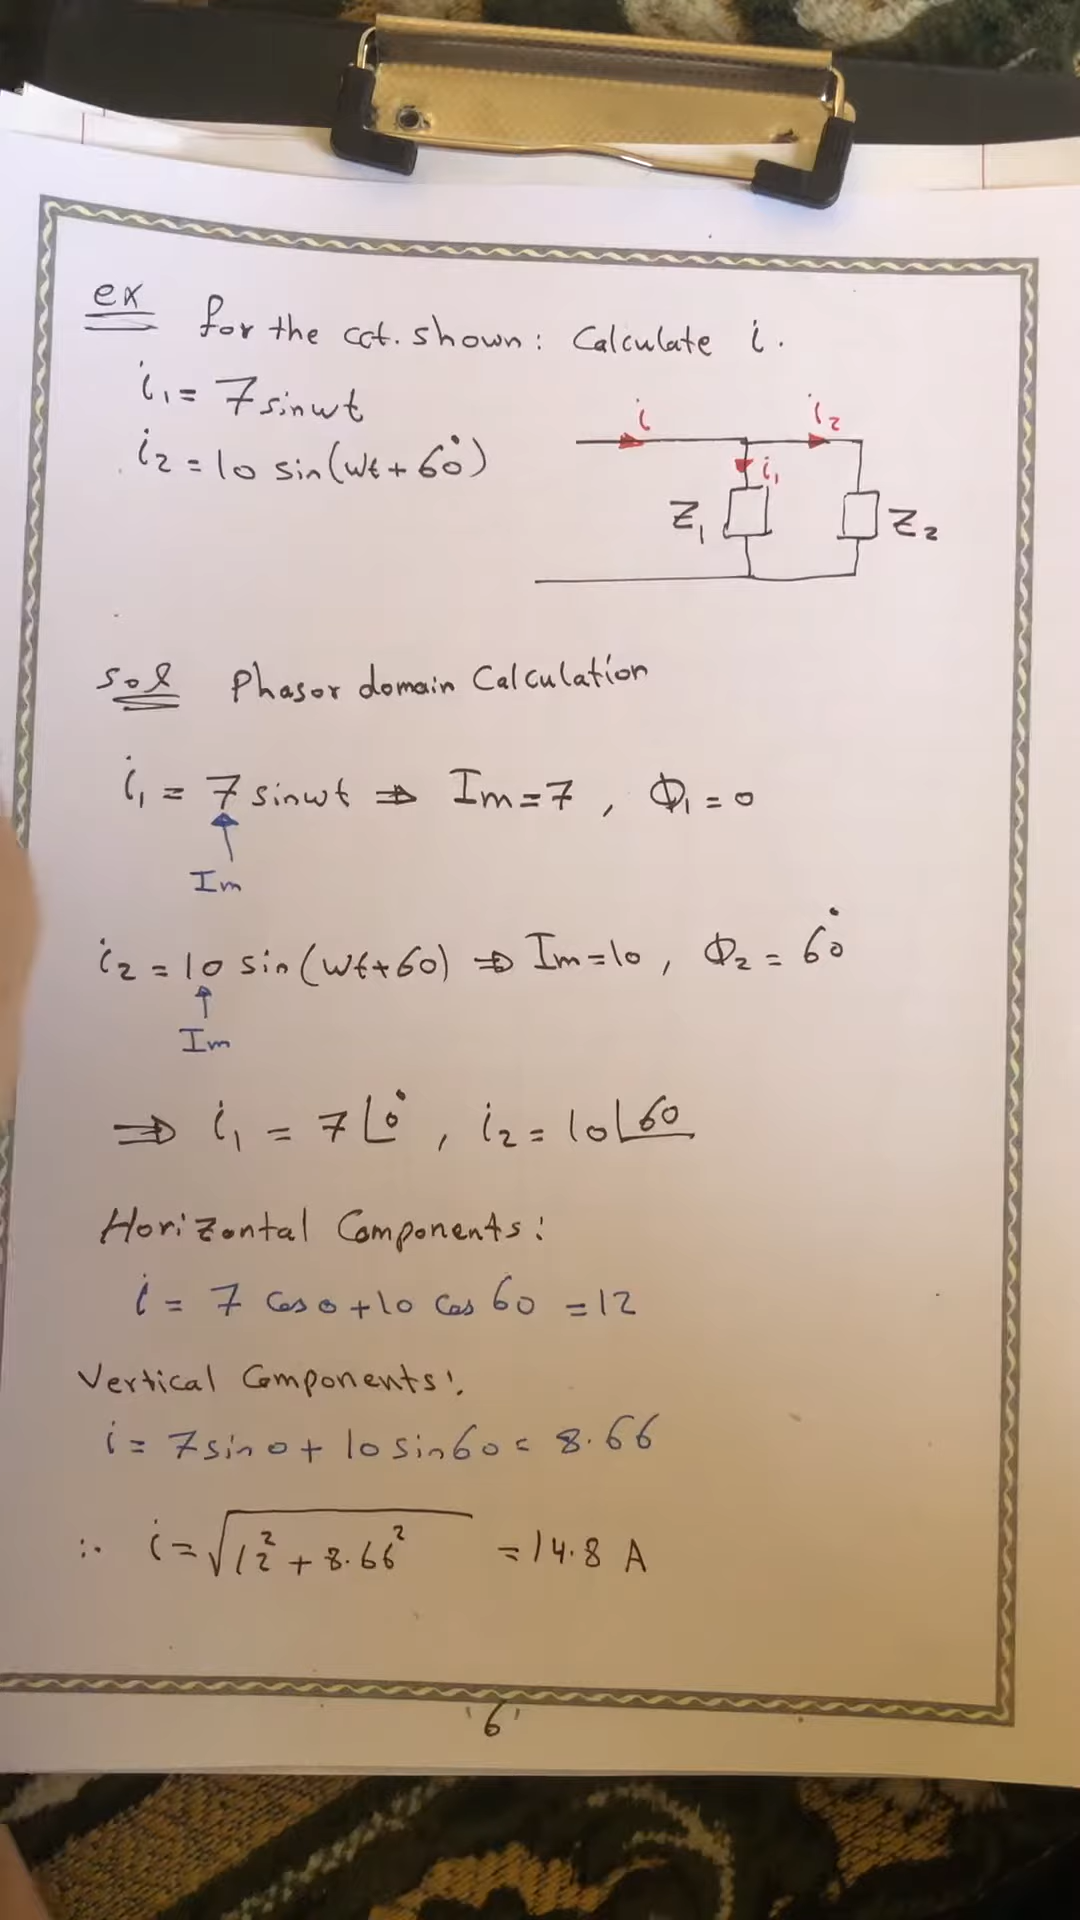 ex for the cct. shown: Calculate i.
i₁ = 7 sinwt
i₂ = 10 sin(wt + 60°)
i
i₂
i₁
Z₁
Z₂
sol Phasor domain Calculation
i₁ = 7 sinwt ⇒ Im=7 , Φ₁ = 0
Im
i₂ = 10 sin(wt+60) ⇒ Im=10 , Φ₂ = 60°
Im
⇒ i₁ = 7∠0° , i₂ = 10∠60
Horizontal Components:
i = 7 cos 0 + 10 cos 60 = 12
Vertical Components:
i = 7 sin 0 + 10 sin 60 = 8.66
∴ i = √12² + 8.66² = 14.8 A
'6'